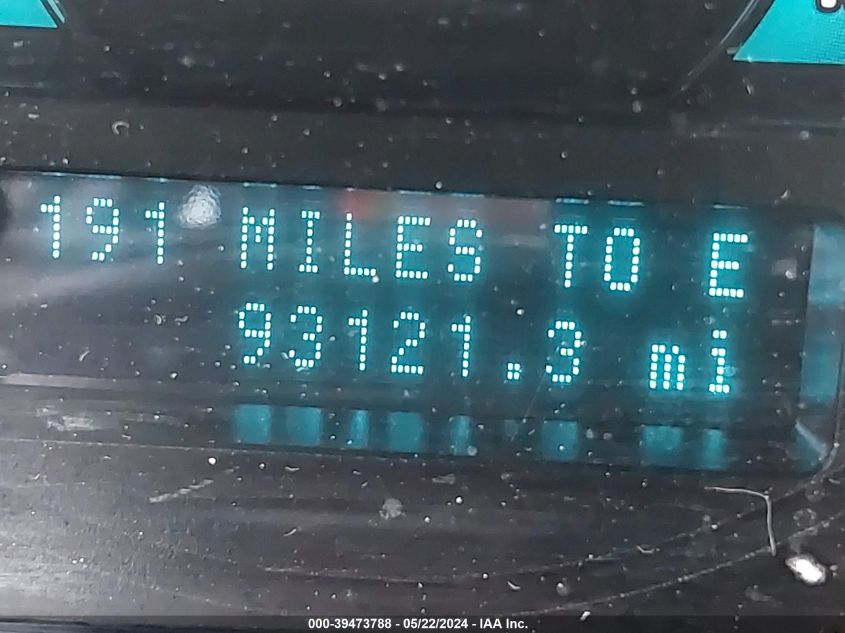 191 MILES TO E
93121.3 mi
000-39473788 - 05/22/2024 - IAA Inc.